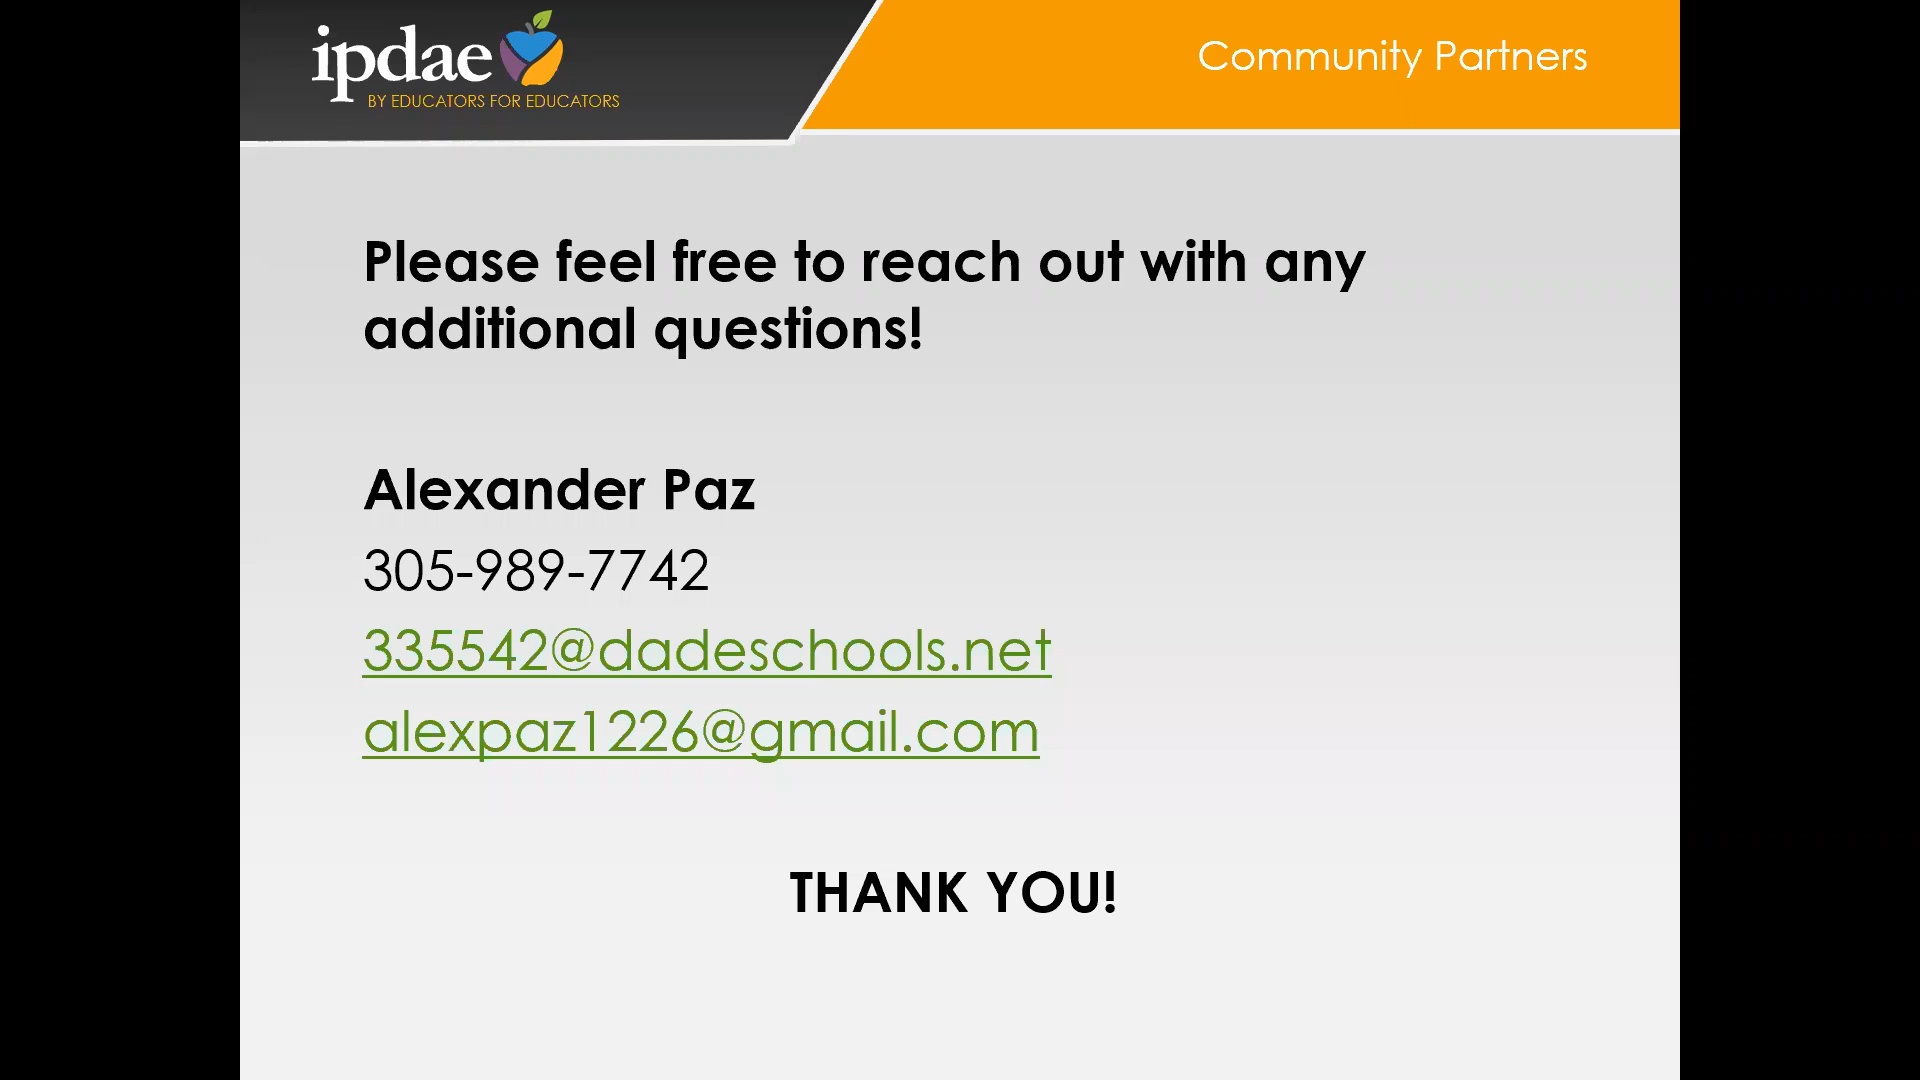 ipdae
BY EDUCATORS FOR EDUCATORS
Community Partners
Please feel free to reach out with any
additional questions!
Alexander Paz
305-989-7742
335542@dadeschools.net
alexpaz1226@gmail.com
THANK YOU!